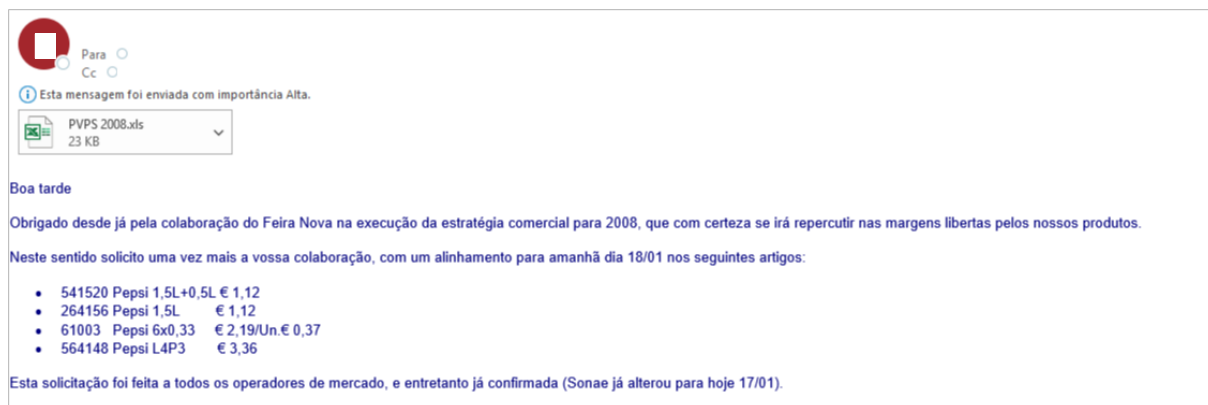 Para
Cc
Esta mensagem foi enviada com importância Alta.
PVPS 2008.xls
23 KB
Boa tarde
Obrigado desde já pela colaboração do Feira Nova na execução da estratégia comercial para 2008, que com certeza se irá repercutir nas margens libertas pelos nossos produtos.
Neste sentido solicito uma vez mais a vossa colaboração, com um alinhamento para amanhã dia 18/01 nos seguintes artigos:
• 541520 Pepsi 1,5L+0,5L € 1,12
• 264156 Pepsi 1,5L € 1,12
• 61003 Pepsi 6x0,33 € 2,19/Un.€ 0,37
• 564148 Pepsi L4P3 € 3,36
Esta solicitação foi feita a todos os operadores de mercado, e entretanto já confirmada (Sonae já alterou para hoje 17/01).